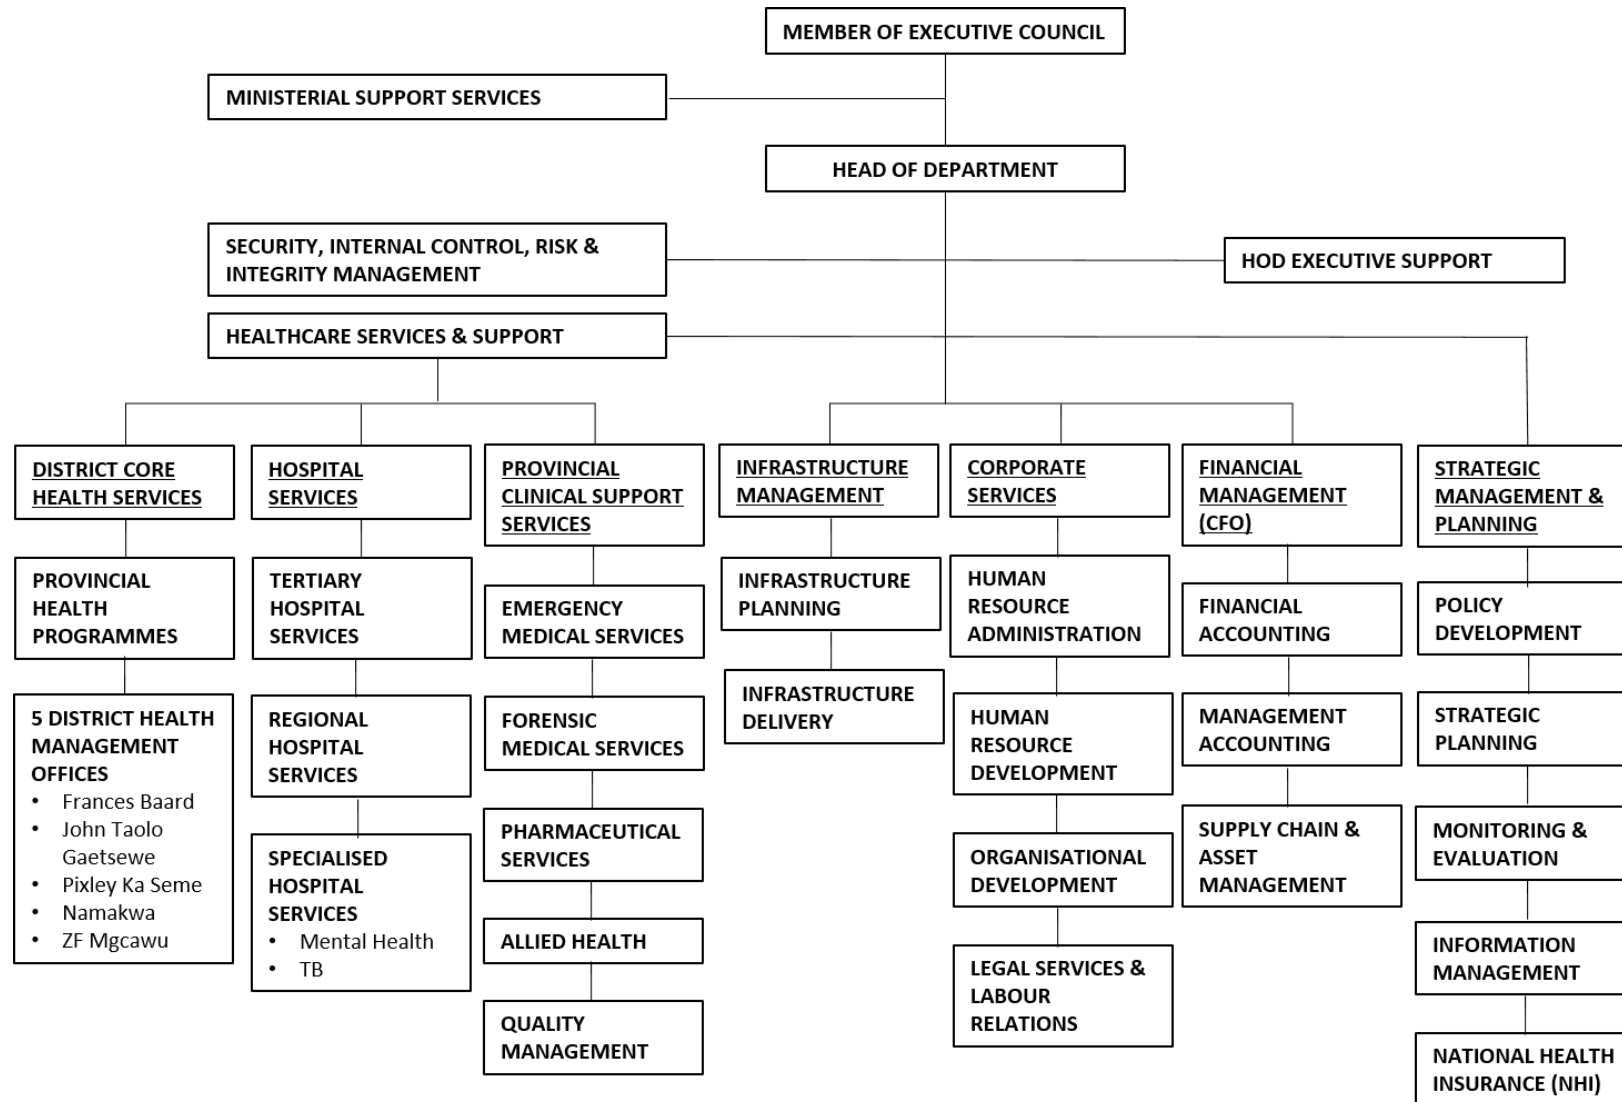 MEMBER OF EXECUTIVE COUNCIL
MINISTERIAL SUPPORT SERVICES
HEAD OF DEPARTMENT
SECURITY, INTERNAL CONTROL, RISK &
INTEGRITY MANAGEMENT
HOD EXECUTIVE SUPPORT
HEALTHCARE SERVICES & SUPPORT
DISTRICT CORE
HEALTH SERVICES
PROVINCIAL
HEALTH
PROGRAMMES
5 DISTRICT HEALTH
MANAGEMENT
OFFICES
• Frances Baard
• John Taolo
Gaetsewe
• Pixley Ka Seme
• Namakwa
• ZF Mgcawu
HOSPITAL
SERVICES
TERTIARY
HOSPITAL
SERVICES
REGIONAL
HOSPITAL
SERVICES
SPECIALISED
HOSPITAL
SERVICES
• Mental Health
• TB
PROVINCIAL
CLINICAL SUPPORT
SERVICES
EMERGENCY
MEDICAL SERVICES
FORENSIC
MEDICAL SERVICES
PHARMACEUTICAL
SERVICES
ALLIED HEALTH
QUALITY
MANAGEMENT
INFRASTRUCTURE
MANAGEMENT
INFRASTRUCTURE
PLANNING
INFRASTRUCTURE
DELIVERY
CORPORATE
SERVICES
HUMAN
RESOURCE
ADMINISTRATION
HUMAN
RESOURCE
DEVELOPMENT
ORGANISATIONAL
DEVELOPMENT
LEGAL SERVICES &
LABOUR
RELATIONS
FINANCIAL
MANAGEMENT
(CFO)
FINANCIAL
ACCOUNTING
MANAGEMENT
ACCOUNTING
SUPPLY CHAIN &
ASSET
MANAGEMENT
STRATEGIC
MANAGEMENT &
PLANNING
POLICY
DEVELOPMENT
STRATEGIC
PLANNING
MONITORING &
EVALUATION
INFORMATION
MANAGEMENT
NATIONAL HEALTH
INSURANCE (NHI)